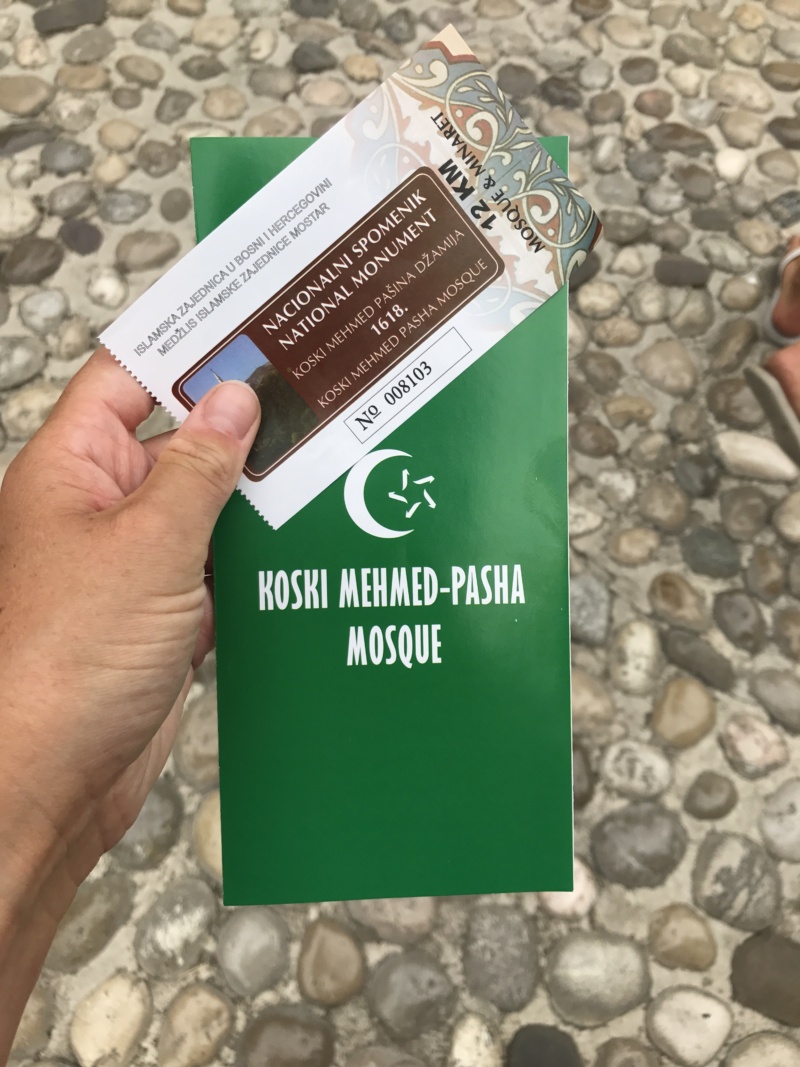 ISLAMSKA ZAJEDNICA U BOSNI I HERCEGOVINI
MEDŽLIS ISLAMSKE ZAJEDNICE MOSTAR
NACIONALNI SPOMENIK
NATIONAL MONUMENT
KOSKI MEHMED PAŠINA DŽAMIJA
1618.
KOSKI MEHMED PASHA MOSQUE
№ 008103
12 KM
MOSQUE & MINARET
KOSKI MEHMED-PASHA
MOSQUE